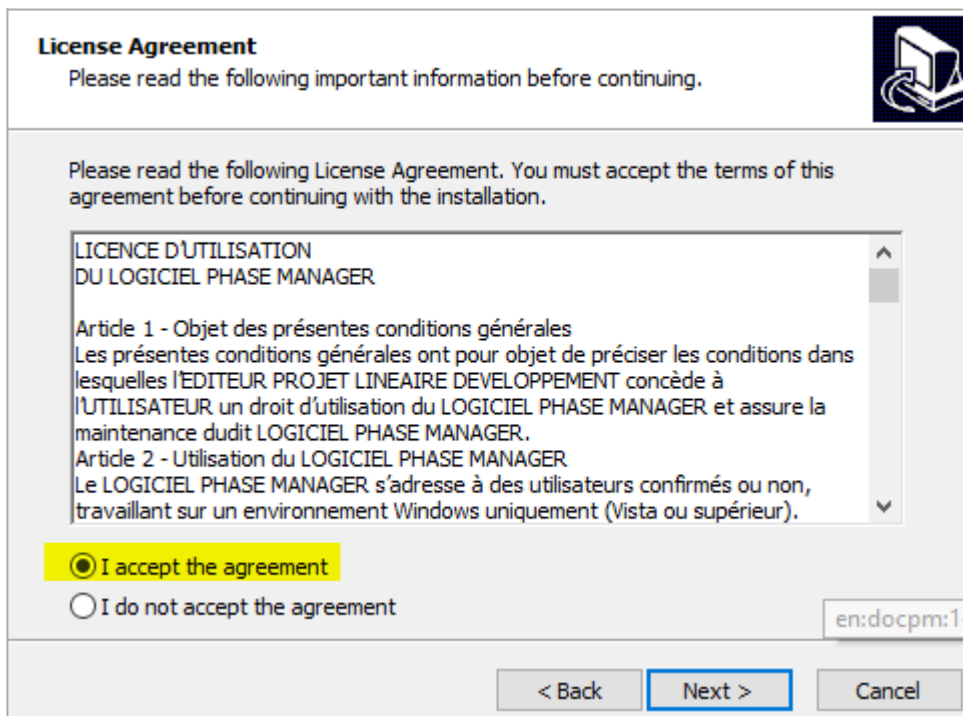 License Agreement
Please read the following important information before continuing.
Please read the following License Agreement. You must accept the terms of this
agreement before continuing with the installation.
LICENCE D'UTILISATION
DU LOGICIEL PHASE MANAGER
Article 1 - Objet des présentes conditions générales
Les présentes conditions générales ont pour objet de préciser les conditions dans
lesquelles l'EDITEUR PROJET LINEAIRE DEVELOPPEMENT concède à
l'UTILISATEUR un droit d'utilisation du LOGICIEL PHASE MANAGER et assure la
maintenance dudit LOGICIEL PHASE MANAGER.
Article 2 - Utilisation du LOGICIEL PHASE MANAGER
Le LOGICIEL PHASE MANAGER s'adresse à des utilisateurs confirmés ou non,
travaillant sur un environnement Windows uniquement (Vista ou supérieur).
I accept the agreement
I do not accept the agreement
en:docpm:1-
< Back
Next >
Cancel